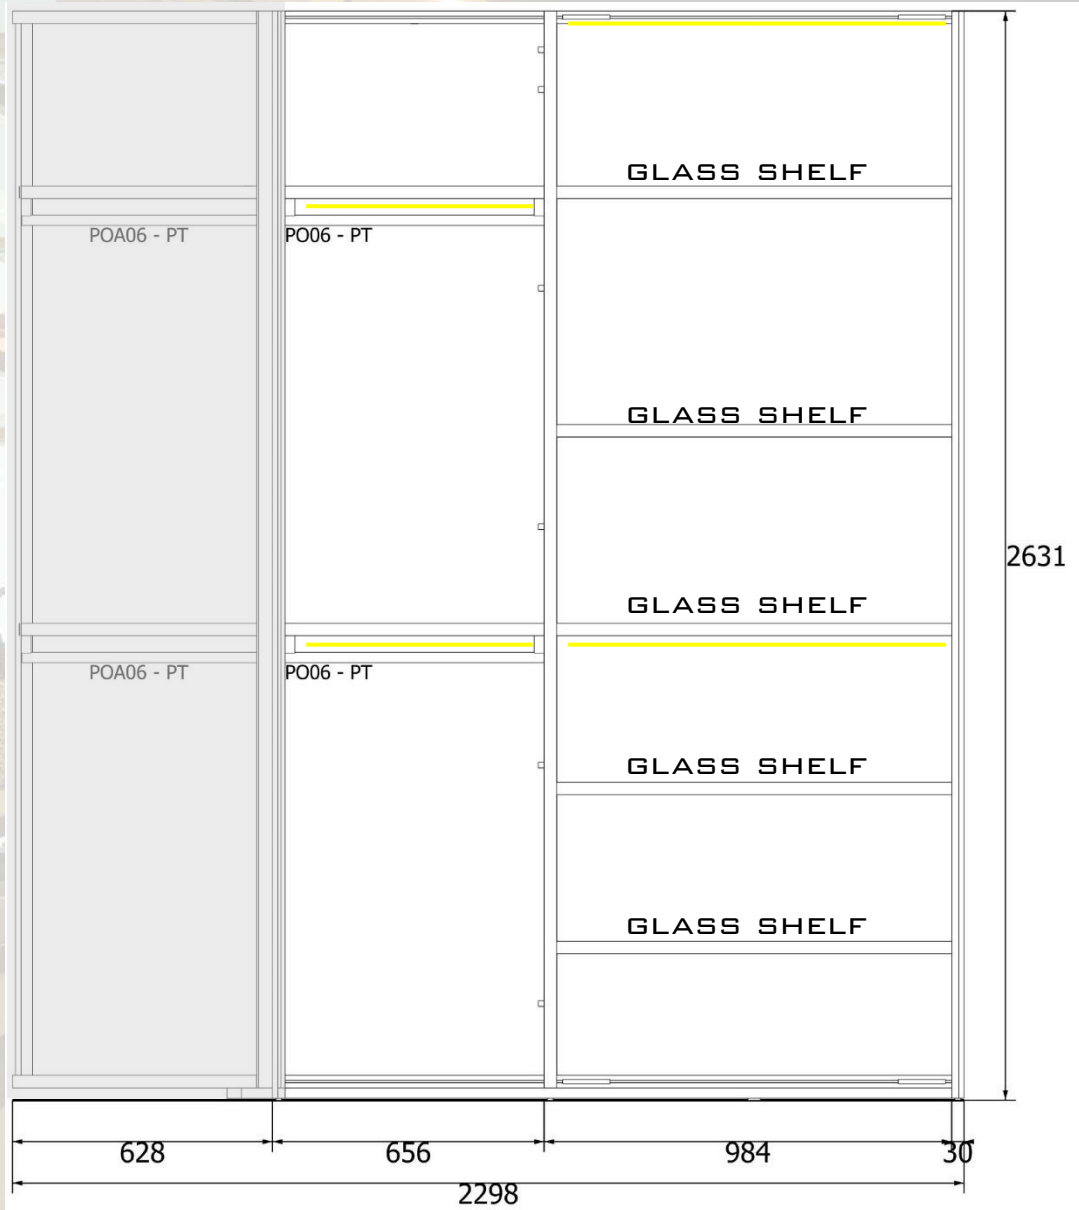 GLASS SHELF
POA06 - PT
PO06 - PT
GLASS SHELF
2631
GLASS SHELF
POA06 - PT
PO06 - PT
GLASS SHELF
GLASS SHELF
628
656
984
30
2298